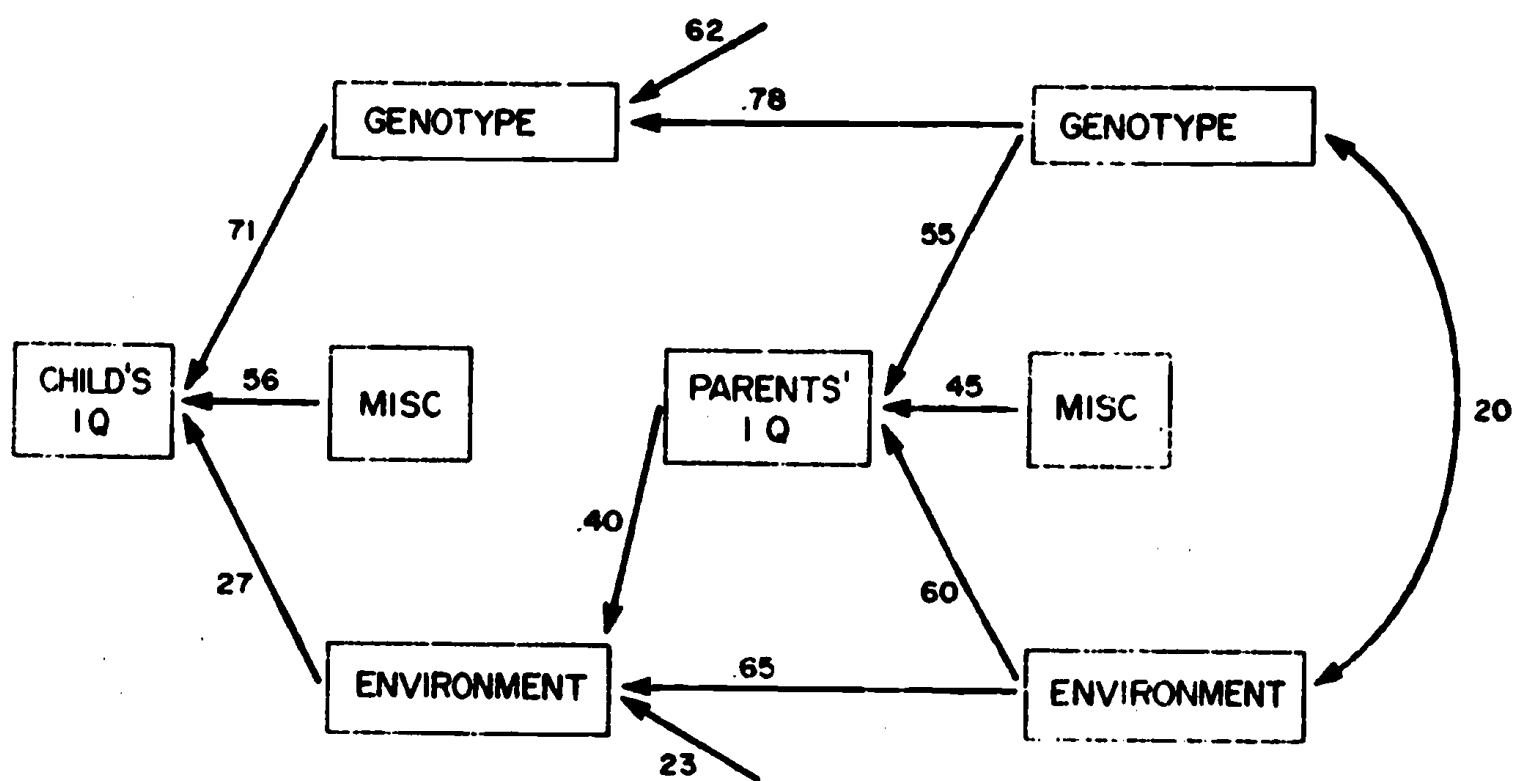 62
.78
GENOTYPE
GENOTYPE
71
55
CHILD'S
IQ
56
MISC
PARENTS'
IQ
45
MISC
20
.40
27
60
.65
ENVIRONMENT
ENVIRONMENT
23